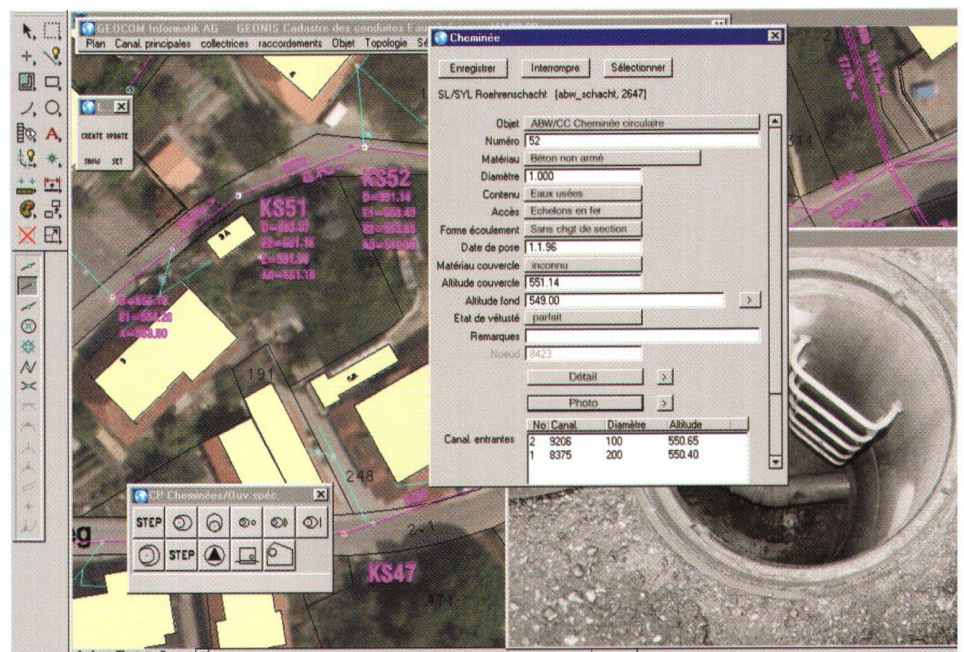 GEOCOM Informatik AG GEONIS Cadastre des conduites
Plan Canal. principales collectrices raccordements Objet Topologie
Cheminée
Enregistrer Interrompre Sélectionner
SL/SYL Roehrenschacht [abw_schacht, 2647]
Objet ABW/CC Cheminée circulaire
Numéro 52
Matériau Béton non armé
Diamètre 1.000
Contenu Eaux usées
Accès Echelons en fer
Forme écoulement Sans chgt de section
Date de pose 1.1.96
Matériau couvercle inconnu
Altitude couvercle 551.14
Altitude fond 549.00 >
Etat de vétusté parfait
Remarques
Noeud 8423
Détail >
Photo >
No Canal. Diamètre Altitude
Canal. entrantes 2 9206 100 550.65
1 8375 200 550.40
CREATE UPDATE
SHOW SET
KS52
D=551.14
KS51
191
248
2-1
311
CP Cheminées/Ouv.spéc.
STEP
STEP
KS47
471